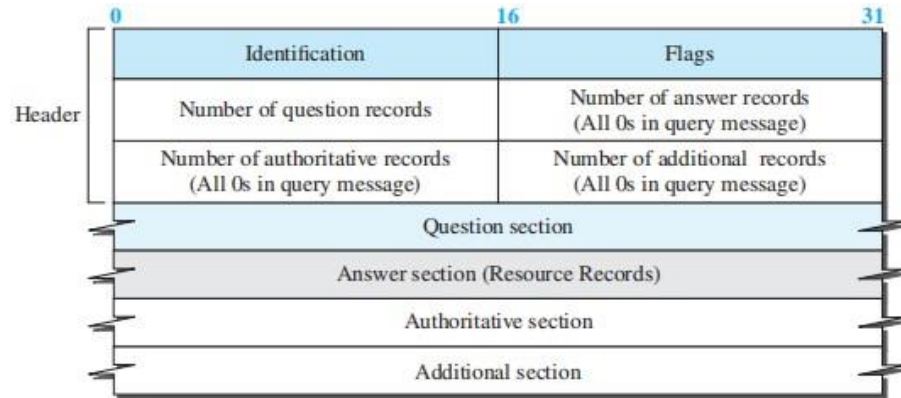 0 16 31
Header
Identification Flags
Number of question records
Number of answer records
(All 0s in query message)
Number of authoritative records
(All 0s in query message)
Number of additional records
(All 0s in query message)
Question section
Answer section (Resource Records)
Authoritative section
Additional section